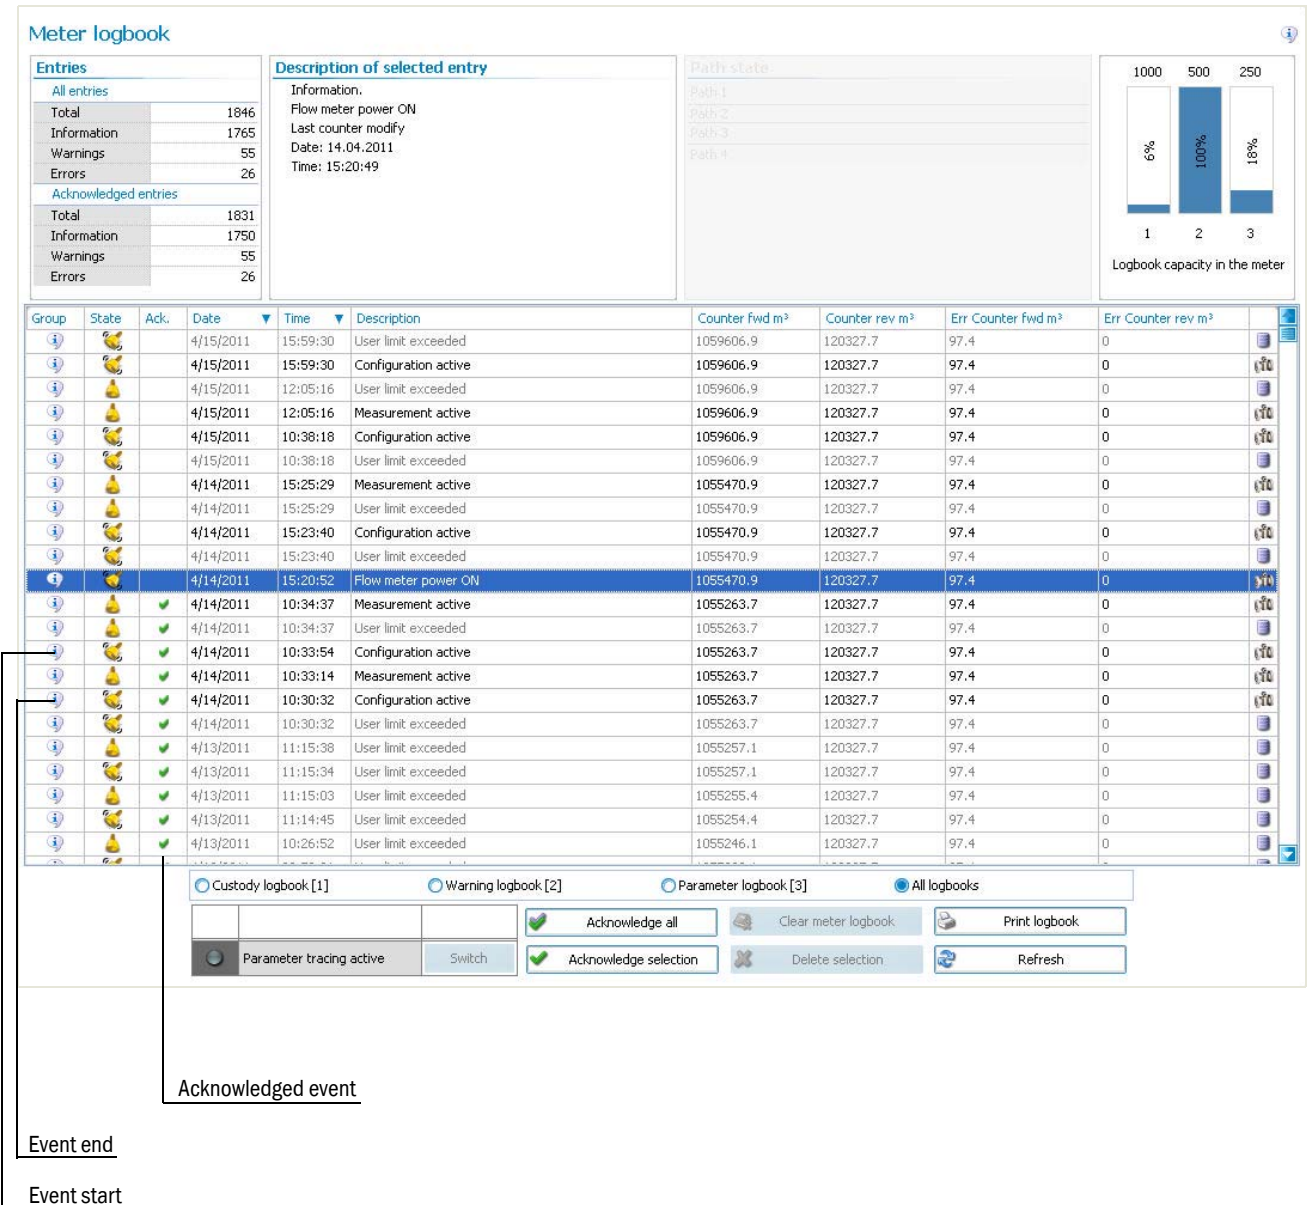 Meter logbook
Entries
All entries
Total 1846
Information 1765
Warnings 55
Errors 26
Acknowledged entries
Total 1831
Information 1750
Warnings 55
Errors 26
Description of selected entry
Information.
Flow meter power ON
Last counter modify
Date: 14.04.2011
Time: 15:20:49
Path state
Path 1
Path 2
Path 3
Path 4
1000 500 250
6% 100% 18%
1 2 3
Logbook capacity in the meter
Group State Ack. Date Time Description Counter fwd m³ Counter rev m³ Err Counter fwd m³ Err Counter rev m³
4/15/2011 15:59:30 User limit exceeded 1059606.9 120327.7 97.4 0
4/15/2011 15:59:30 Configuration active 1059606.9 120327.7 97.4 0
4/15/2011 12:05:16 User limit exceeded 1059606.9 120327.7 97.4 0
4/15/2011 12:05:16 Measurement active 1059606.9 120327.7 97.4 0
4/15/2011 10:38:18 Configuration active 1059606.9 120327.7 97.4 0
4/15/2011 10:38:18 User limit exceeded 1059606.9 120327.7 97.4 0
4/14/2011 15:25:29 Measurement active 1055470.9 120327.7 97.4 0
4/14/2011 15:25:29 User limit exceeded 1055470.9 120327.7 97.4 0
4/14/2011 15:23:40 Configuration active 1055470.9 120327.7 97.4 0
4/14/2011 15:23:40 User limit exceeded 1055470.9 120327.7 97.4 0
4/14/2011 15:20:52 Flow meter power ON 1055470.9 120327.7 97.4 0
4/14/2011 10:34:37 Measurement active 1055263.7 120327.7 97.4 0
4/14/2011 10:34:37 User limit exceeded 1055263.7 120327.7 97.4 0
4/14/2011 10:33:54 Configuration active 1055263.7 120327.7 97.4 0
4/14/2011 10:33:14 Measurement active 1055263.7 120327.7 97.4 0
4/14/2011 10:30:32 Configuration active 1055263.7 120327.7 97.4 0
4/14/2011 10:30:32 User limit exceeded 1055263.7 120327.7 97.4 0
4/13/2011 11:15:38 User limit exceeded 1055257.1 120327.7 97.4 0
4/13/2011 11:15:34 User limit exceeded 1055257.1 120327.7 97.4 0
4/13/2011 11:15:03 User limit exceeded 1055255.4 120327.7 97.4 0
4/13/2011 11:14:45 User limit exceeded 1055254.4 120327.7 97.4 0
4/13/2011 10:26:52 User limit exceeded 1055246.1 120327.7 97.4 0
Custody logbook [1] Warning logbook [2] Parameter logbook [3] All logbooks
Acknowledge all Clear meter logbook Print logbook
Parameter tracing active Switch Acknowledge selection Delete selection Refresh
Acknowledged event
Event end
Event start